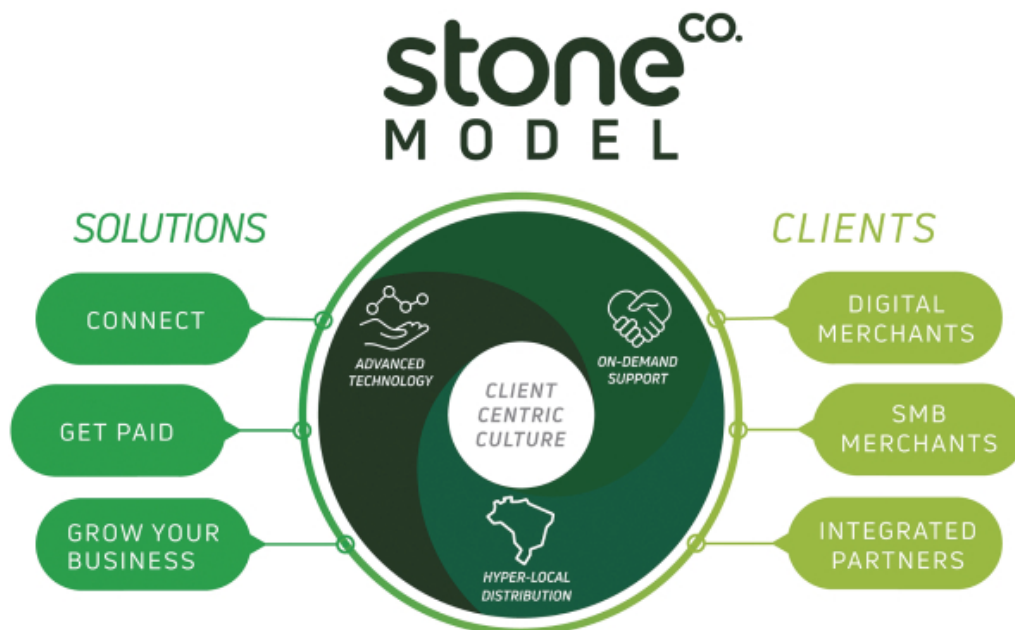 stone CO.
MODEL
SOLUTIONS
CLIENTS
CONNECT
GET PAID
GROW YOUR
BUSINESS
ADVANCED
TECHNOLOGY
ON-DEMAND
SUPPORT
CLIENT
CENTRIC
CULTURE
HYPER-LOCAL
DISTRIBUTION
DIGITAL
MERCHANTS
SMB
MERCHANTS
INTEGRATED
PARTNERS